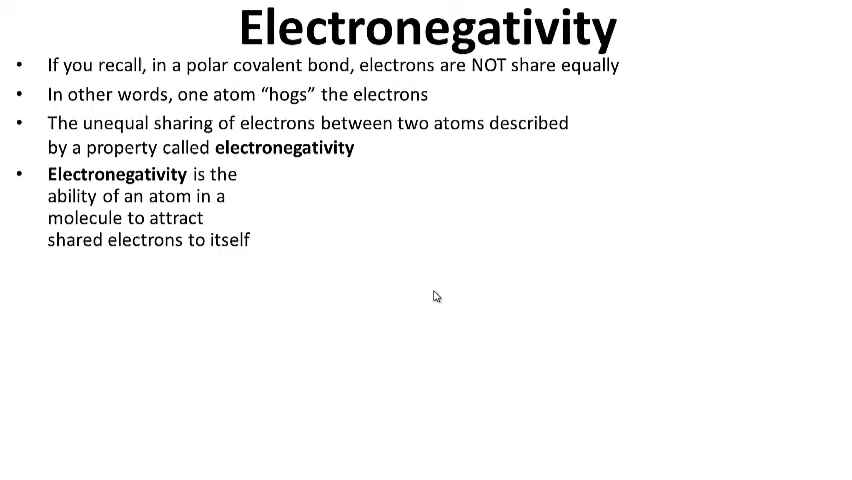 Electronegativity
• If you recall, in a polar covalent bond, electrons are NOT share equally
• In other words, one atom “hogs” the electrons
• The unequal sharing of electrons between two atoms described
by a property called electronegativity
• Electronegativity is the
ability of an atom in a
molecule to attract
shared electrons to itself